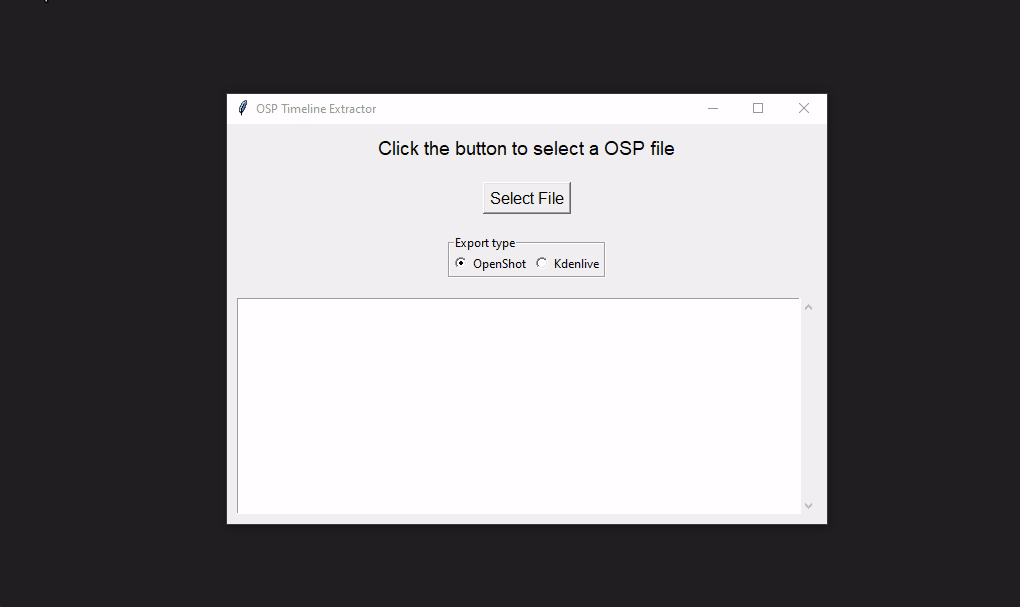 OSP Timeline Extractor
Click the button to select a OSP file
Select File
Export type
OpenShot Kdenlive